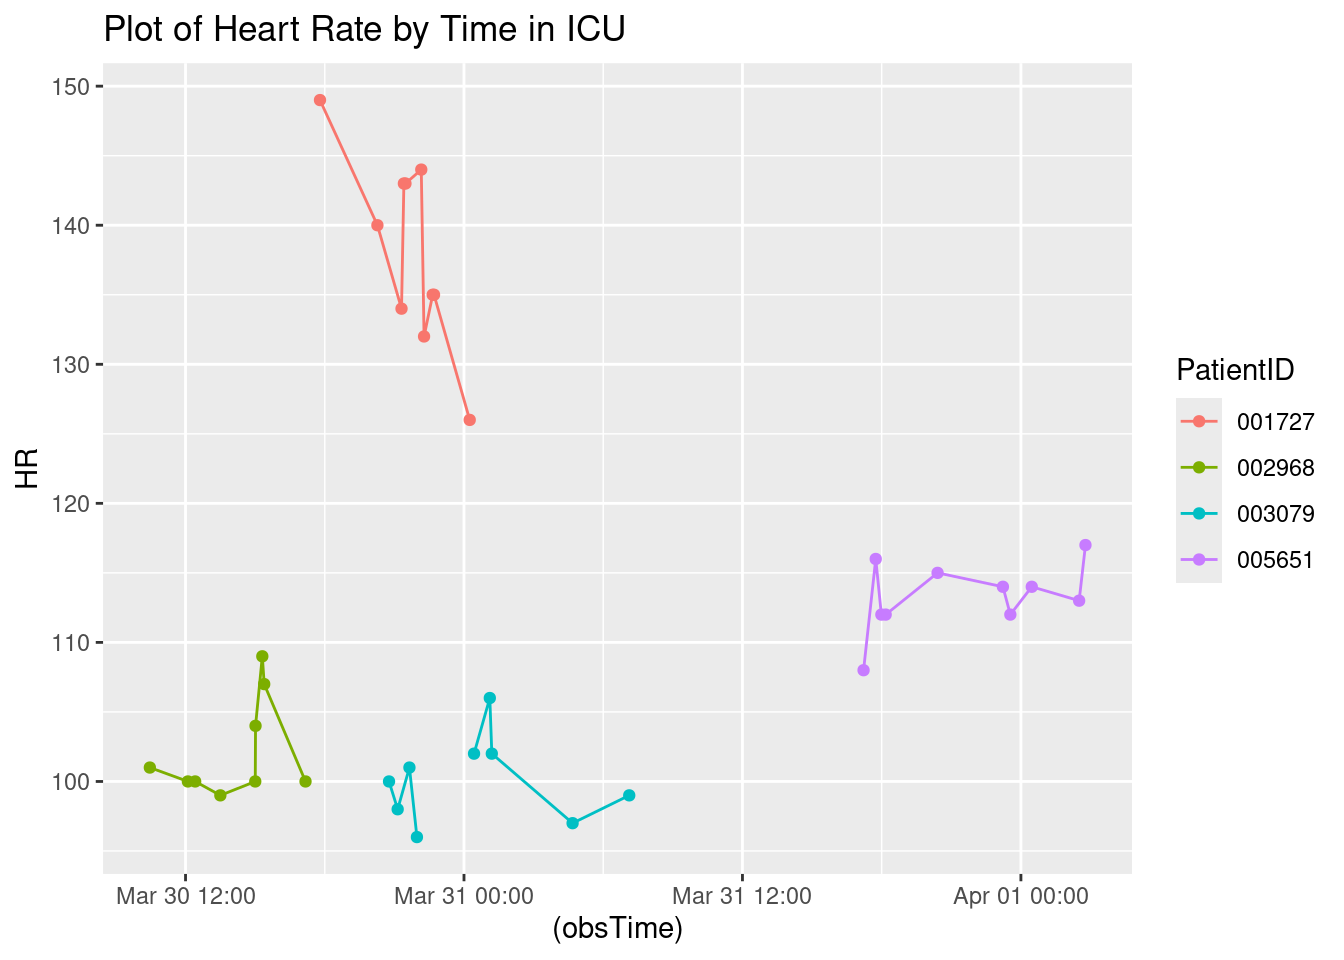 Plot of Heart Rate by Time in ICU
150
140
130
120
110
100
HR
Mar 30 12:00
Mar 31 00:00
Mar 31 12:00
Apr 01 00:00
(obsTime)
PatientID
001727
002968
003079
005651